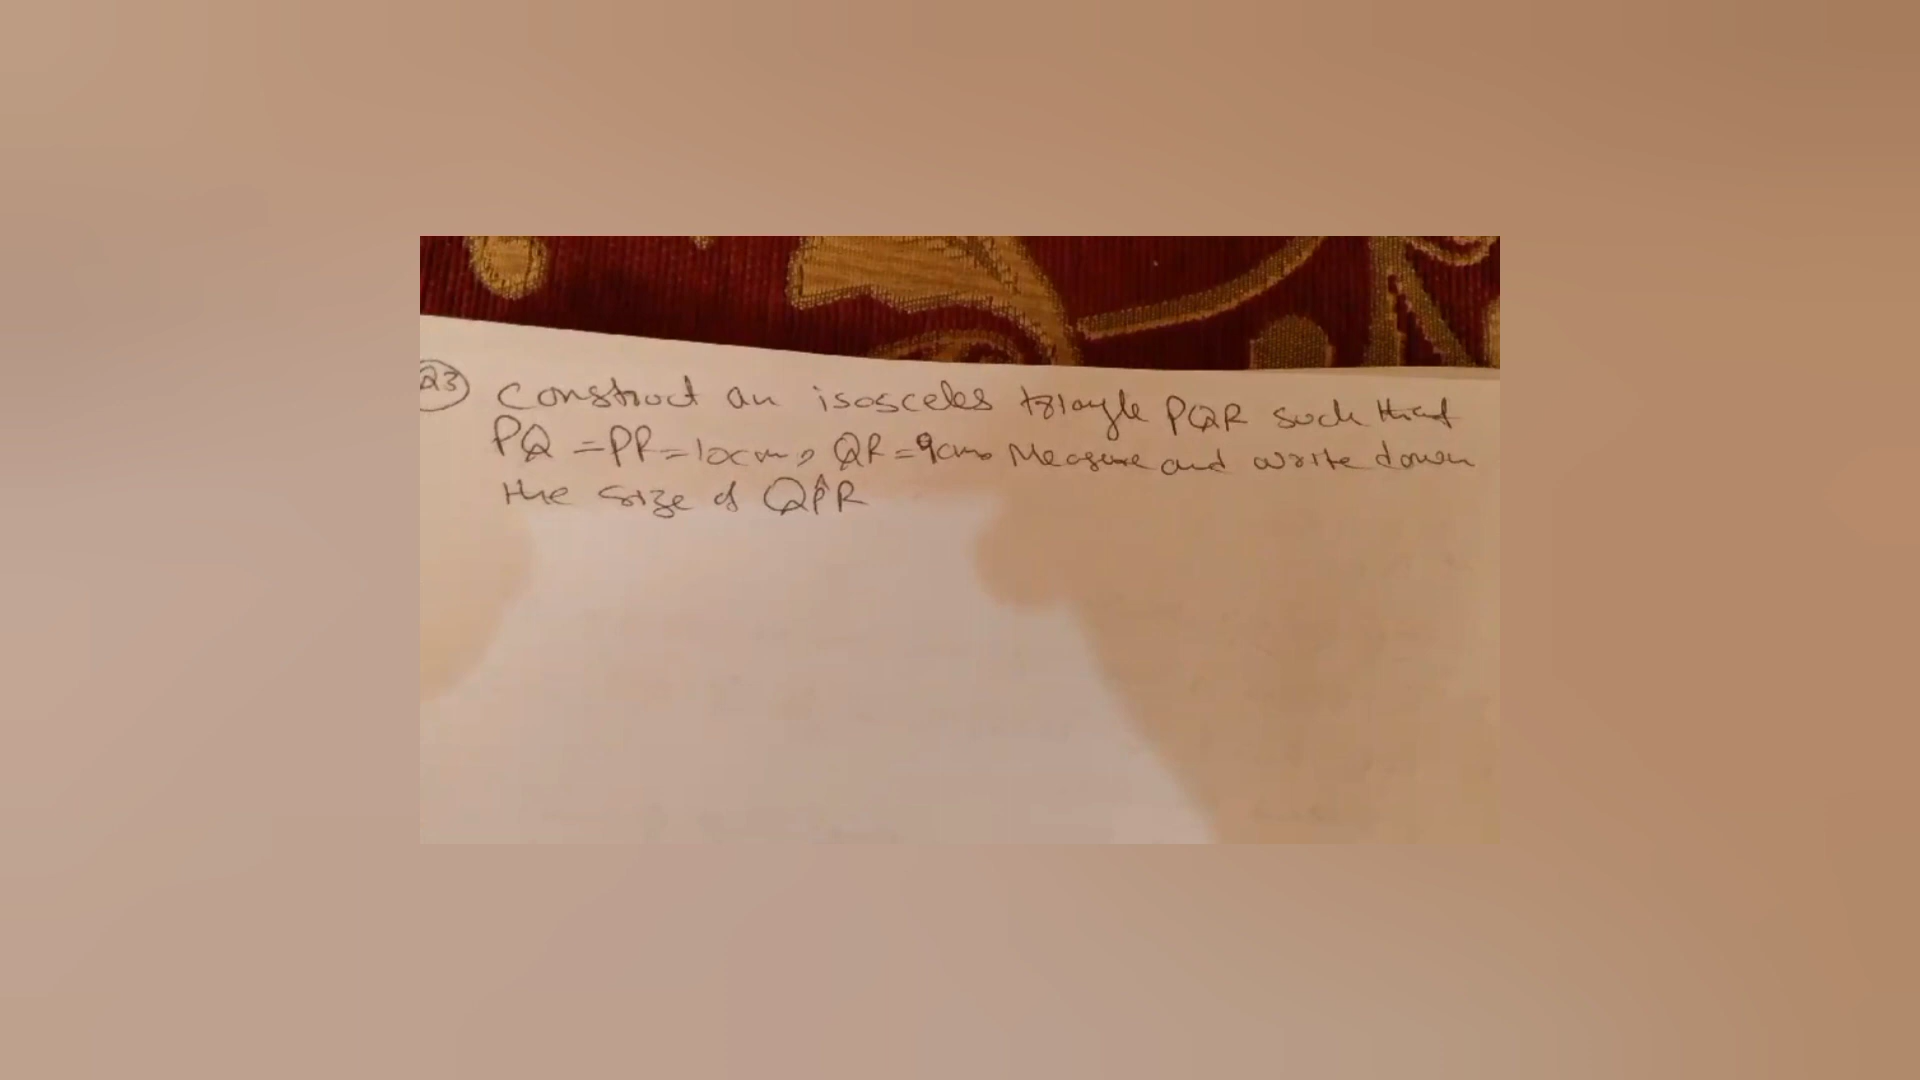 Q3 Construct an isosceles triangle PQR such that
PQ = PR = 10cm, QR = 9cm. Measure and write down
the size of QP̂R